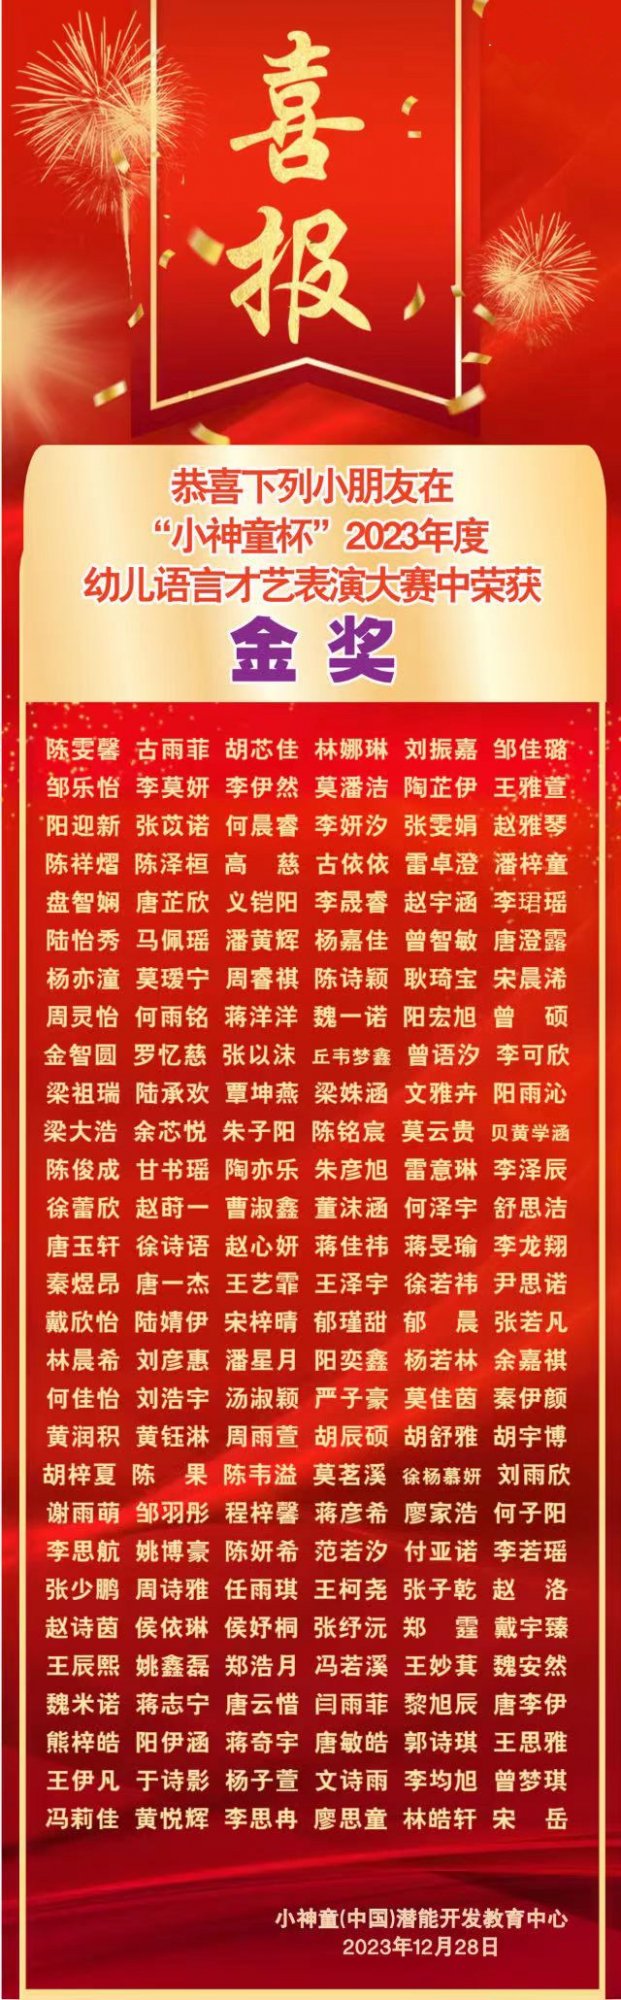 喜
报
恭喜下列小朋友在
“小神童杯”2023年度
幼儿语言才艺表演大赛中荣获
金奖
陈雯馨 古雨菲 胡芯佳 林娜琳 刘振嘉 邹佳璐
邹乐怡 李莫妍 李伊然 莫潘洁 陶芷伊 王雅萱
阳迎新 张苡诺 何晨睿 李妍汐 张雯娟 赵雅琴
陈祥熠 陈泽桓 高 慈 古依依 雷卓澄 潘梓童
盘智娴 唐芷欣 义铠阳 李晟睿 赵宇涵 李珺瑶
陆怡秀 马佩瑶 潘黄辉 杨嘉佳 曾智敏 唐澄露
杨亦潼 莫瑷宁 周睿祺 陈诗颖 耿琦宝 宋晨浠
周灵怡 何雨铭 蒋洋洋 魏一诺 阳宏旭 曾 硕
金智圆 罗忆慈 张以沫 丘韦梦鑫 曾语汐 李可欣
梁祖瑞 陆承欢 覃坤燕 梁姝涵 文雅卉 阳雨沁
梁大浩 余芯悦 朱子阳 陈铭宸 莫云贵 贝黄学涵
陈俊成 甘书瑶 陶亦乐 朱彦旭 雷意琳 李泽辰
徐蕾欣 赵莳一 曹淑鑫 董沫涵 何泽宇 舒思洁
唐玉轩 徐诗语 赵心妍 蒋佳祎 蒋旻瑜 李龙翔
秦煜昂 唐一杰 王艺霏 王泽宇 徐若祎 尹思诺
戴欣怡 陆婧伊 宋梓晴 郁瑾甜 郁 晨 张若凡
林晨希 刘彦惠 潘星月 阳奕鑫 杨若林 余嘉祺
何佳怡 刘浩宇 汤淑颖 严子豪 莫佳茵 秦伊颜
黄润积 黄钰淋 周雨萱 胡辰硕 胡舒雅 胡宇博
胡梓夏 陈 果 陈韦溢 莫茗溪 徐杨慕妍 刘雨欣
谢雨萌 邹羽彤 程梓馨 蒋彦希 廖家浩 何子阳
李思航 姚博豪 陈妍希 范若汐 付亚诺 李若瑶
张少鹏 周诗雅 任雨琪 王柯尧 张子乾 赵 洛
赵诗茵 侯依琳 侯妤桐 张纾沅 郑 霆 戴宇臻
王辰熙 姚鑫磊 郑浩月 冯若溪 王妙萁 魏安然
魏米诺 蒋志宁 唐云惜 闫雨菲 黎旭辰 唐李伊
熊梓皓 阳伊涵 蒋奇宇 唐敏皓 郭诗琪 王思雅
王伊凡 于诗影 杨子萱 文诗雨 李均旭 曾梦琪
冯莉佳 黄悦辉 李思冉 廖思童 林皓轩 宋 岳
小神童(中国)潜能开发教育中心
2023年12月28日